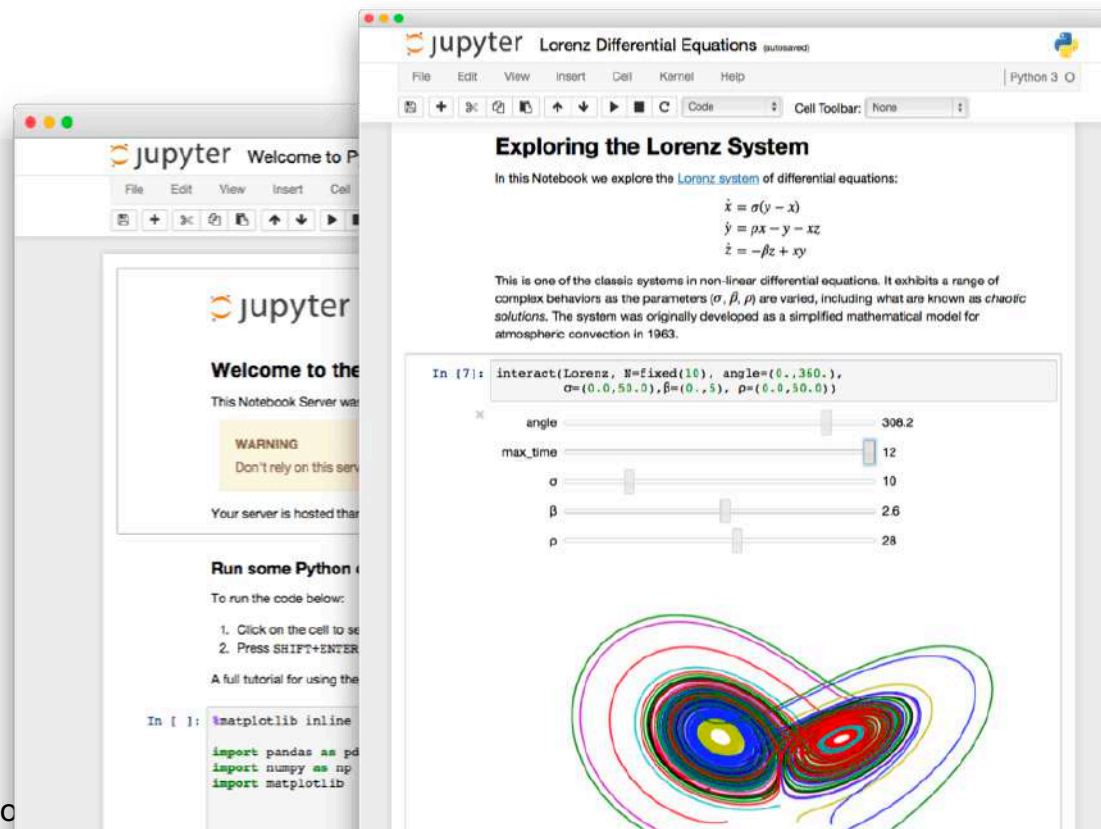 jupyter Lorenz Differential Equations (autosaved)
File Edit View Insert Cell Kernel Help Python 3 O
Code Cell Toolbar: None
Exploring the Lorenz System
In this Notebook we explore the Lorenz system of differential equations:
ẋ = σ(y − x)
ẏ = ρx − y − xz
ż = −βz + xy
This is one of the classic systems in non-linear differential equations. It exhibits a range of
complex behaviors as the parameters (σ, β, ρ) are varied, including what are known as chaotic
solutions. The system was originally developed as a simplified mathematical model for
atmospheric convection in 1963.
In [7]: interact(Lorenz, N=fixed(10), angle=(0.,360.),
σ=(0.0,50.0),β=(0.,5), ρ=(0.0,50.0))
angle 308.2
max_time 12
σ 10
β 2.6
ρ 28
jupyter Welcome to P
File Edit View Insert Cell
jupyter
Welcome to the
This Notebook Server was
WARNING
Don't rely on this serv
Your server is hosted than
Run some Python
To run the code below:
1. Click on the cell to se
2. Press SHIFT+ENTER
A full tutorial for using the
In [ ]: %matplotlib inline
import pandas as pd
import numpy as np
import matplotlib